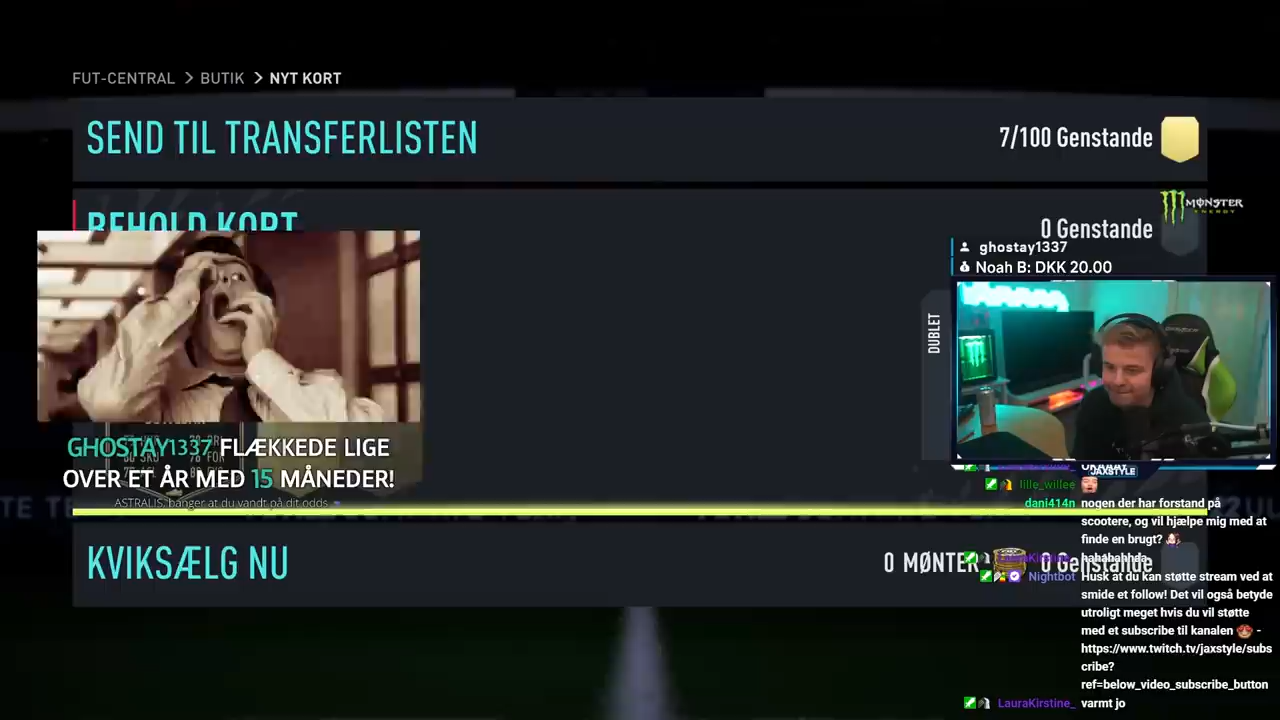 FUT-CENTRAL > BUTIK > NYT KORT
SEND TIL TRANSFERLISTEN
7/100 Genstande
BEHOLD KORT
0 Genstande
MONSTER
ENERGY
ghostay1337
Noah B: DKK 20.00
DUBLET
GHOSTAY1337 FLÆKKEDE LIGE
OVER ET ÅR MED 15 MÅNEDER!
ASTRALIS, banger at du vandt på dit odds
KVIKSÆLG NU
0 MØNTER
0 Genstande
JAXSTYLE
lille_willee
dani414n
nogen der har forstand på
scootere, og vil hjælpe mig med at
finde en brugt?
LauraKirstine_
hahahahhda
Nightbot
Husk at du kan støtte stream ved at
smide et follow! Det vil også betyde
utroligt meget hvis du vil støtte
med et subscribe til kanalen -
https://www.twitch.tv/jaxstyle/subs
cribe?
ref=below_video_subscribe_button
LauraKirstine_ varmt jo